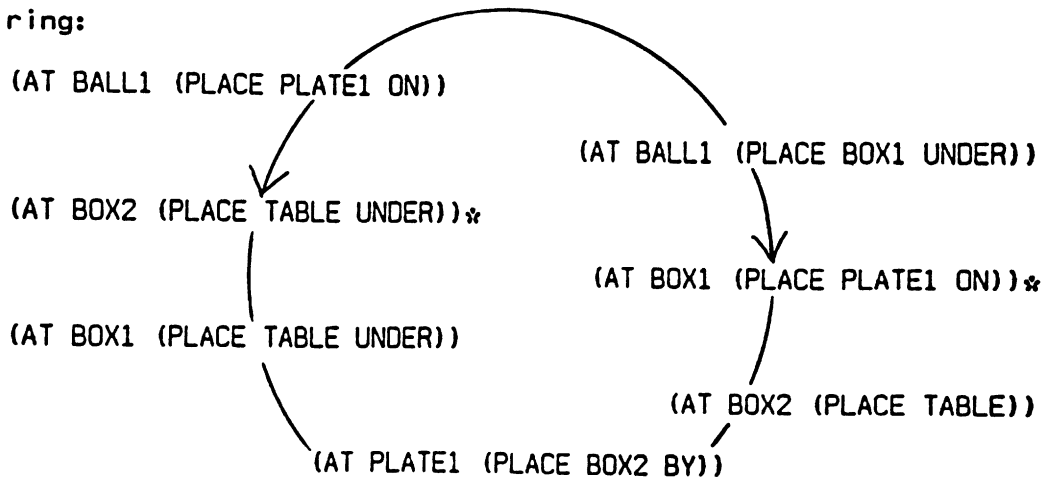 ring:
(AT BALL1 (PLACE PLATE1 ON))
(AT BALL1 (PLACE BOX1 UNDER))
(AT BOX2 (PLACE TABLE UNDER))*
(AT BOX1 (PLACE PLATE1 ON))*
(AT BOX1 (PLACE TABLE UNDER))
(AT BOX2 (PLACE TABLE))
(AT PLATE1 (PLACE BOX2 BY))